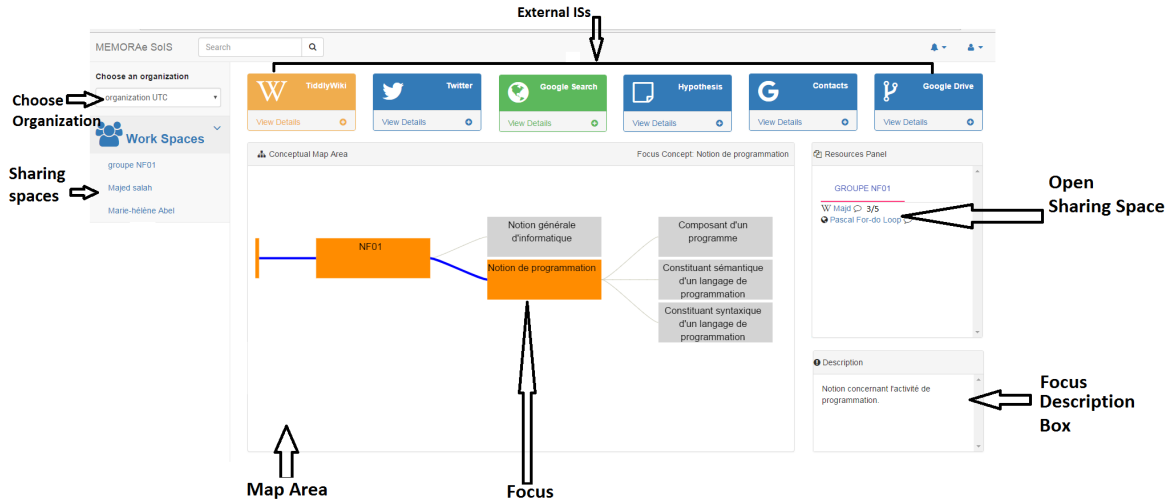 External ISs
MEMORAe SoIS
Search
Choose an organization
organization UTC
Choose
Organization
Work Spaces
groupe NF01
Majed salah
Marie-hélène Abel
Sharing
spaces
TiddlyWiki
View Details
Twitter
View Details
Google Search
View Details
Hypothesis
View Details
Contacts
View Details
Google Drive
View Details
Conceptual Map Area
Focus Concept: Notion de programmation
NF01
Notion générale
d'informatique
Notion de programmation
Composant d'un
programme
Constituant sémantique
d'un langage de
programmation
Constituant syntaxique
d'un langage de
programmation
Resources Panel
GROUPE NF01
Majd 3/5
Pascal For-do Loop
Open
Sharing Space
Description
Notion concernant l'activité de
programmation.
Focus
Description
Box
Map Area
Focus